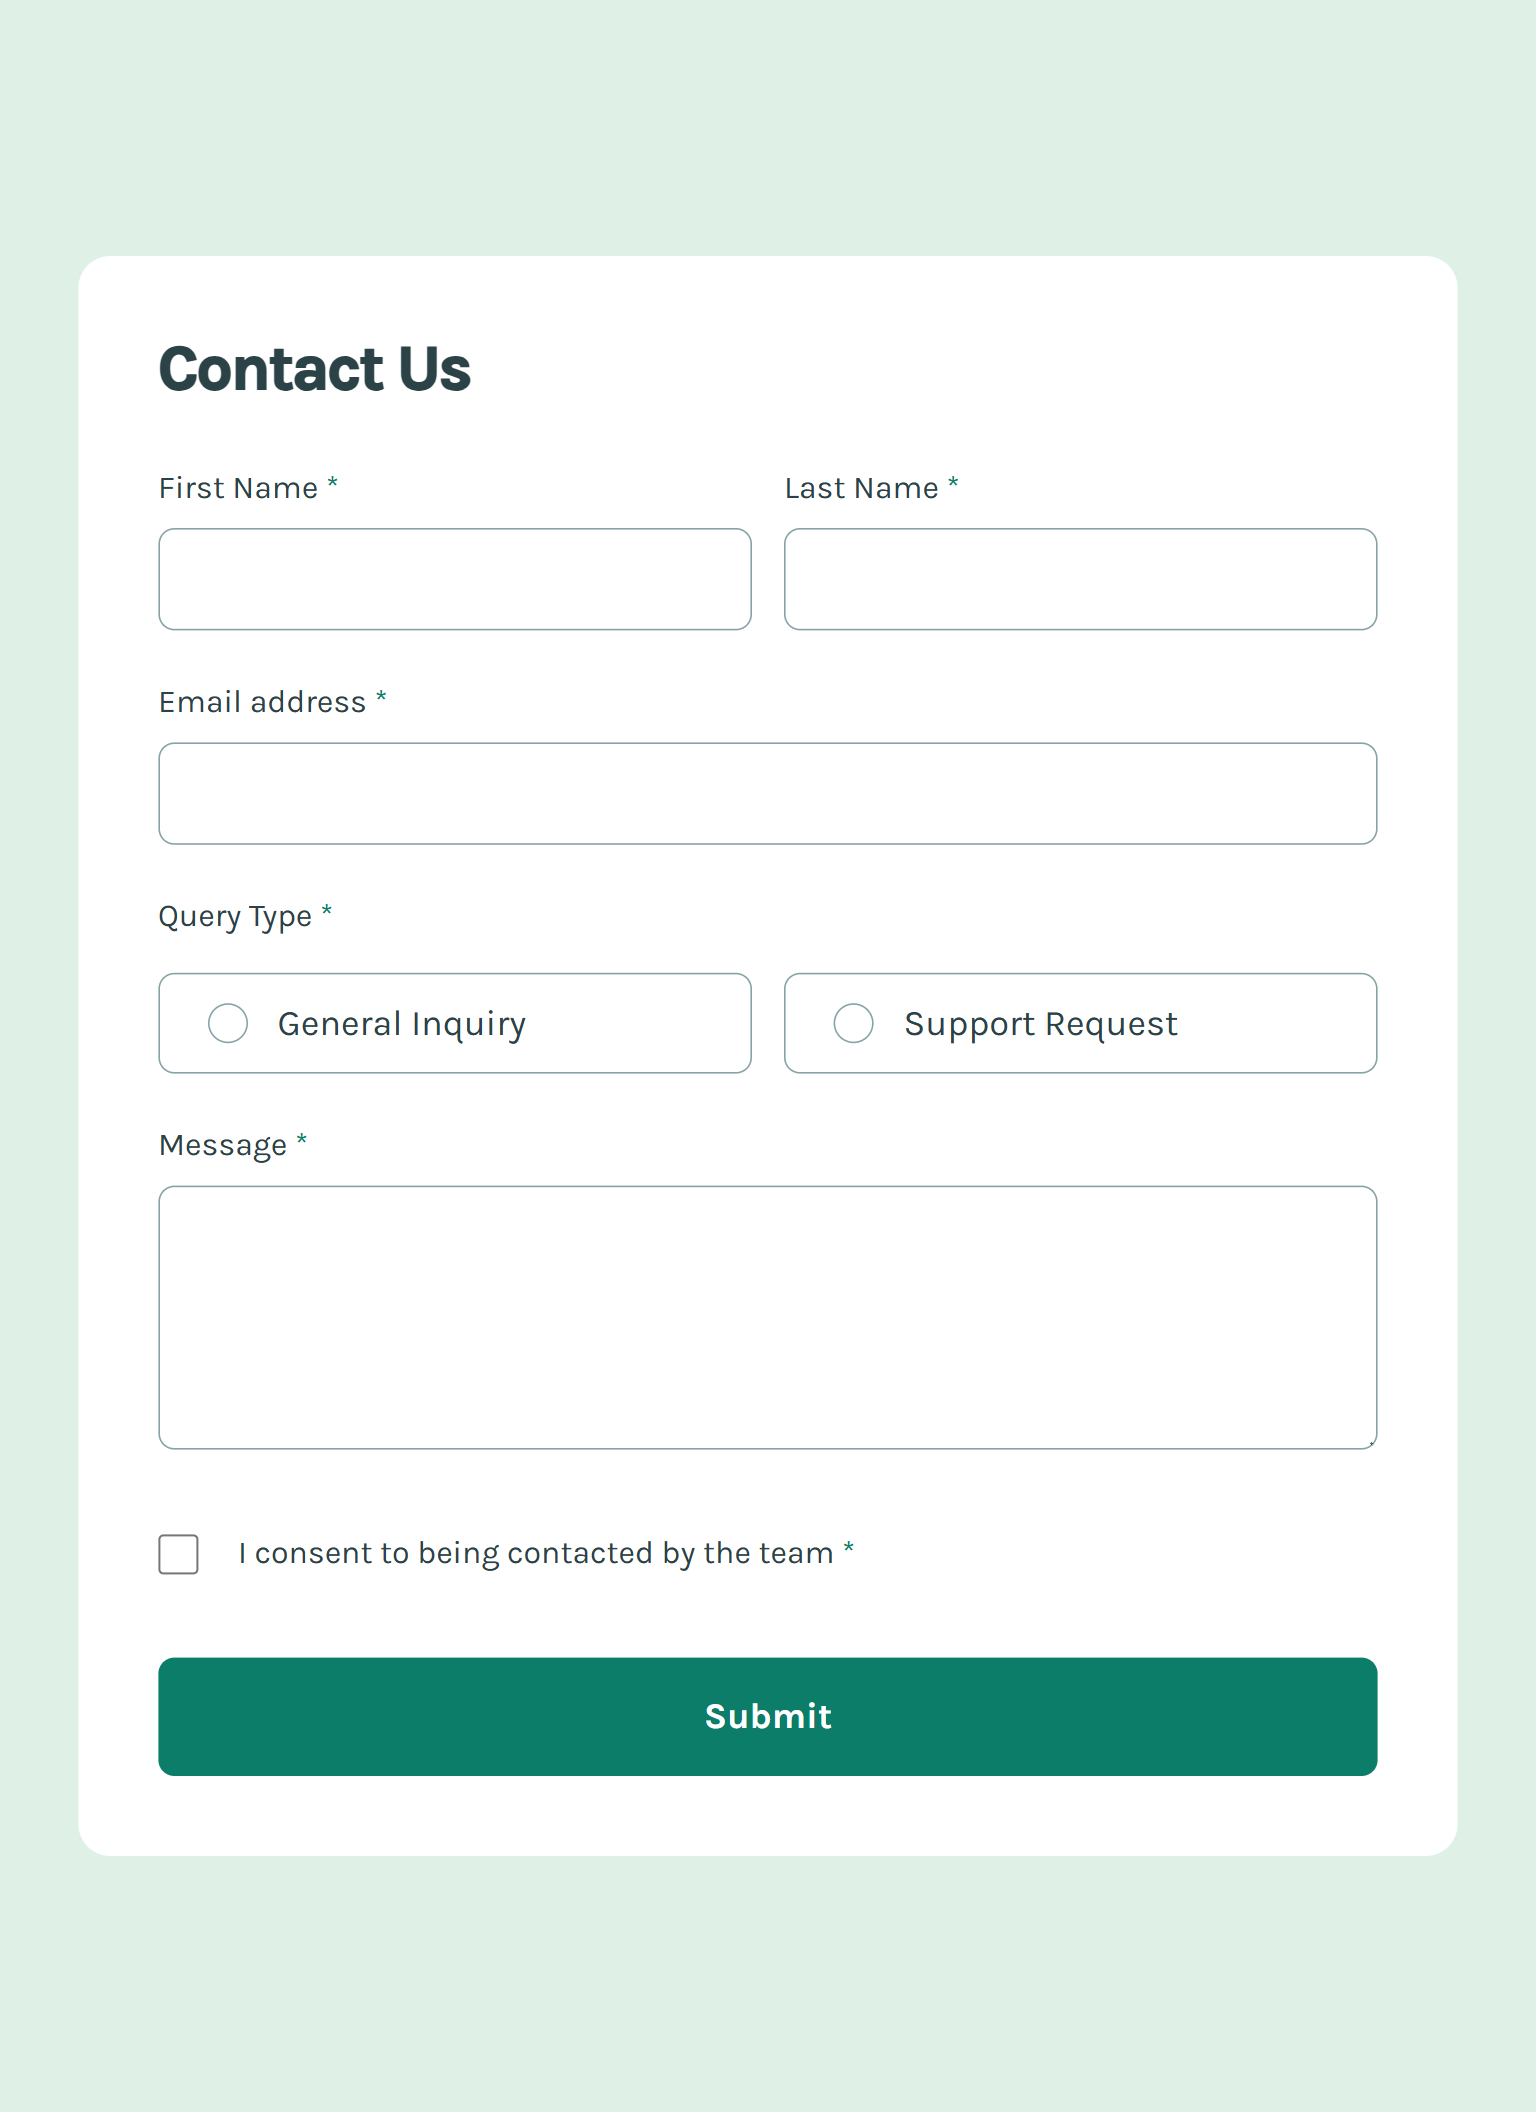 Contact Us
First Name *
Last Name *
Email address *
Query Type *
General Inquiry
Support Request
Message *
I consent to being contacted by the team *
Submit